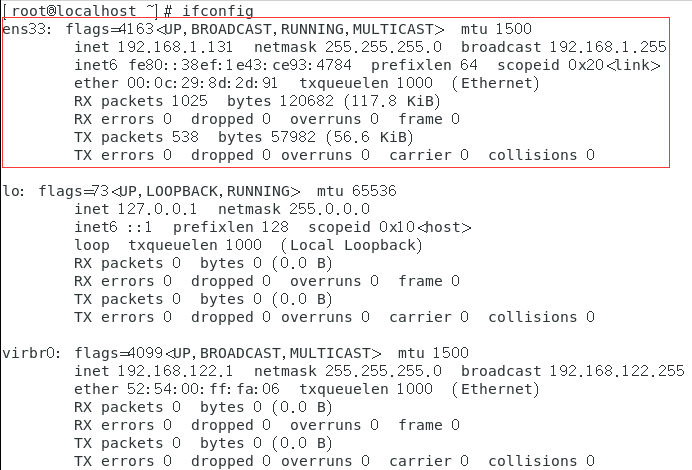 [root@localhost ~]# ifconfig
ens33: flags=4163<UP,BROADCAST,RUNNING,MULTICAST>  mtu 1500
        inet 192.168.1.131  netmask 255.255.255.0  broadcast 192.168.1.255
        inet6 fe80::38ef:1e43:ce93:4784  prefixlen 64  scopeid 0x20<link>
        ether 00:0c:29:8d:2d:91  txqueuelen 1000  (Ethernet)
        RX packets 1025  bytes 120682 (117.8 KiB)
        RX errors 0  dropped 0  overruns 0  frame 0
        TX packets 538  bytes 57982 (56.6 KiB)
        TX errors 0  dropped 0 overruns 0  carrier 0  collisions 0
lo: flags=73<UP,LOOPBACK,RUNNING>  mtu 65536
        inet 127.0.0.1  netmask 255.0.0.0
        inet6 ::1  prefixlen 128  scopeid 0x10<host>
        loop  txqueuelen 1000  (Local Loopback)
        RX packets 0  bytes 0 (0.0 B)
        RX errors 0  dropped 0  overruns 0  frame 0
        TX packets 0  bytes 0 (0.0 B)
        TX errors 0  dropped 0 overruns 0  carrier 0  collisions 0
virbr0: flags=4099<UP,BROADCAST,MULTICAST>  mtu 1500
        inet 192.168.122.1  netmask 255.255.255.0  broadcast 192.168.122.255
        ether 52:54:00:ff:fa:06  txqueuelen 1000  (Ethernet)
        RX packets 0  bytes 0 (0.0 B)
        RX errors 0  dropped 0  overruns 0  frame 0
        TX packets 0  bytes 0 (0.0 B)
        TX errors 0  dropped 0 overruns 0  carrier 0  collisions 0